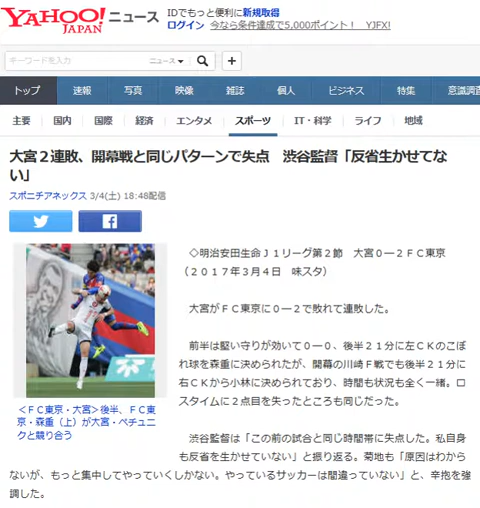 YAHOO!ニュース
JAPAN
IDでもっと便利に新規取得
ログイン 今なら条件達成で5,000ポイント！ YJFX!
キーワードを入力
ニュース
+
トップ 速報 写真 映像 雑誌 個人 ビジネス 特集 意識調査
主要 国内 国際 経済 エンタメ スポーツ IT・科学 ライフ 地域
大宮２連敗、開幕戦と同じパターンで失点　渋谷監督「反省生かせてな
い」
スポニチアネックス 3/4(土) 18:48配信
◇明治安田生命Ｊ１リーグ第２節　大宮０―２ＦＣ東京
（２０１７年３月４日　味スタ）
大宮がＦＣ東京に０―２で敗れて連敗した。
前半は堅い守りが効いて０―０、後半２１分に左ＣＫのこぼ
れ球を森重に決められたが、開幕の川崎Ｆ戦でも後半２１分に
右ＣＫから小林に決められており、時間も状況も全く一緒。ロ
スタイムに２点目を失ったところも同じだった。
＜ＦＣ東京・大宮＞後半、ＦＣ東
京・森重（上）が大宮・ペチュニ
クと競り合う
渋谷監督は「この前の試合と同じ時間帯に失点した。私自身
も反省を生かせていない」と振り返る。菊地も「原因はわから
ないが、もっと集中してやっていくしかない。やっているサッカーは間違っていない」と、辛抱を強
調した。